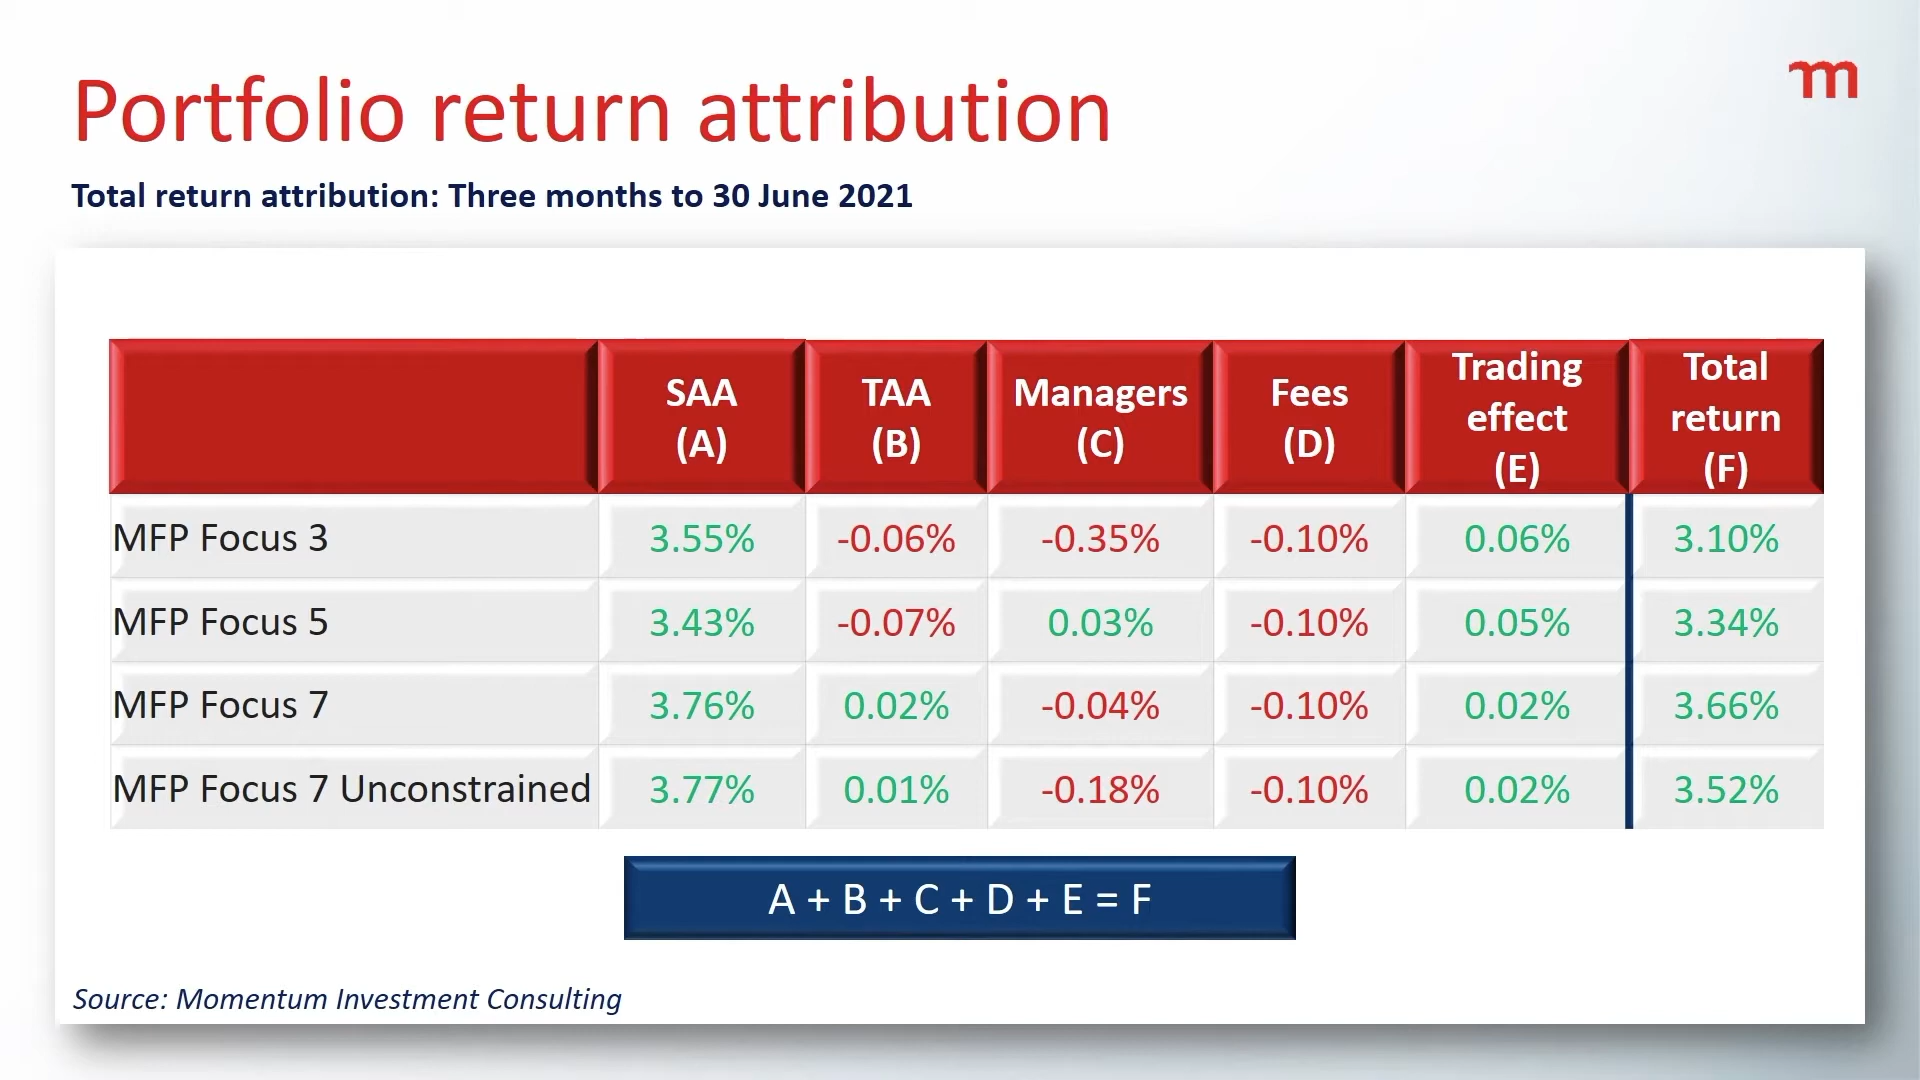 m
Portfolio return attribution
Total return attribution: Three months to 30 June 2021
SAA (A) TAA (B) Managers (C) Fees (D) Trading effect (E) Total return (F)
MFP Focus 3 3.55% -0.06% -0.35% -0.10% 0.06% 3.10%
MFP Focus 5 3.43% -0.07% 0.03% -0.10% 0.05% 3.34%
MFP Focus 7 3.76% 0.02% -0.04% -0.10% 0.02% 3.66%
MFP Focus 7 Unconstrained 3.77% 0.01% -0.18% -0.10% 0.02% 3.52%
A + B + C + D + E = F
Source: Momentum Investment Consulting